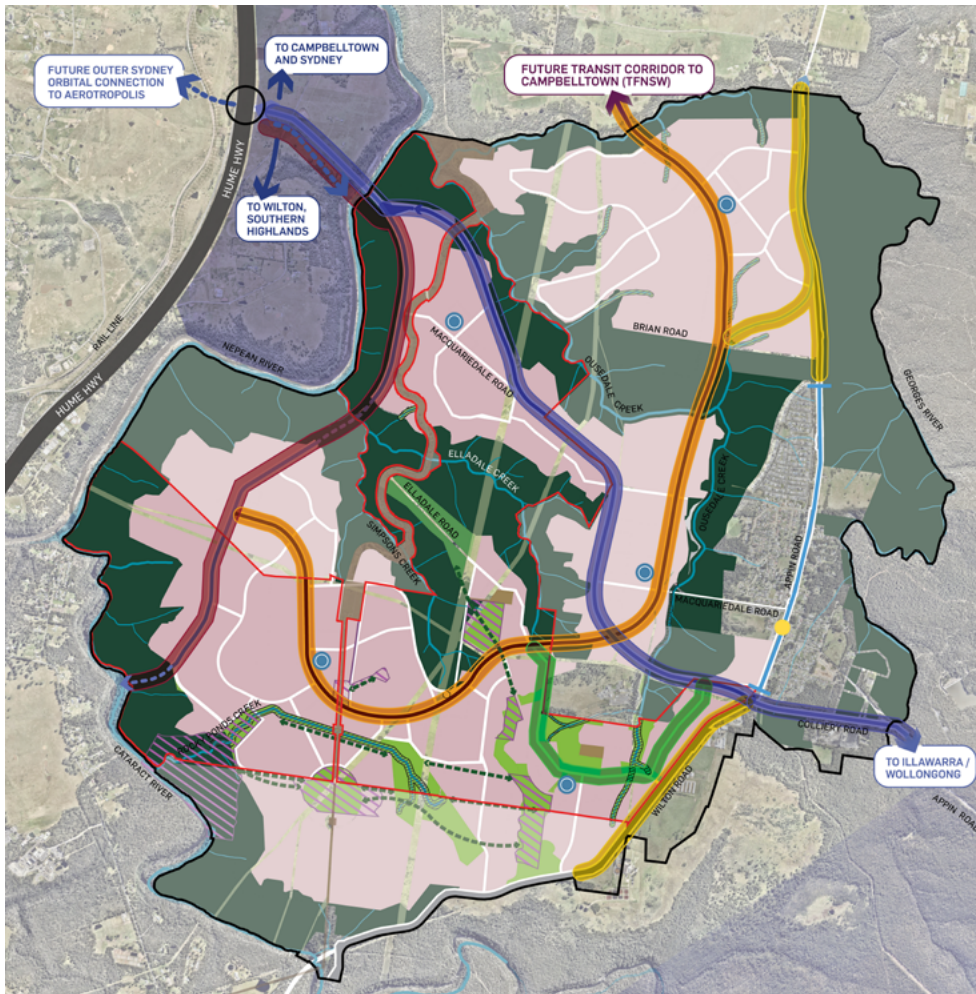 TO CAMPBELLTOWN
AND SYDNEY
FUTURE OUTER SYDNEY
ORBITAL CONNECTION
TO AEROTROPOLIS
FUTURE TRANSIT CORRIDOR TO
CAMPBELLTOWN (TFNSW)
HUME HWY
TO WILTON,
SOUTHERN
HIGHLANDS
RAIL LINE
HUME HWY
NEPEAN RIVER
MACQUARIEDALE ROAD
BRIAN ROAD
OUSEDALE
CREEK
GEORGES RIVER
ELLADALE CREEK
ELLADALE ROAD
SIMPSONS CREEK
OUSEDALE CREEK
APPIN ROAD
MACQUARIEDALE ROAD
PONDS CREEK
CATARACT RIVER
COLLIERY ROAD
WILTON ROAD
TO ILLAWARRA /
WOLLONGONG
APPIN ROAD